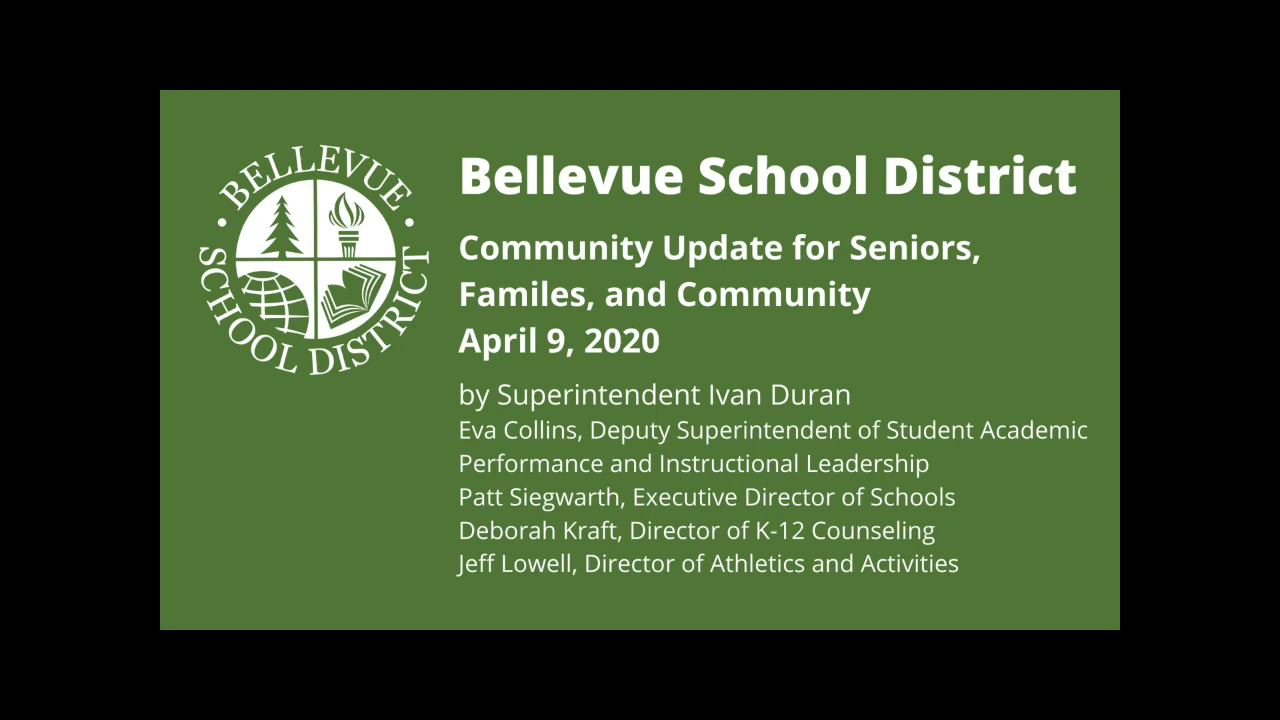 BELLEVUE
SCHOOL DISTRICT
Bellevue School District
Community Update for Seniors,
Familes, and Community
April 9, 2020
by Superintendent Ivan Duran
Eva Collins, Deputy Superintendent of Student Academic
Performance and Instructional Leadership
Patt Siegwarth, Executive Director of Schools
Deborah Kraft, Director of K-12 Counseling
Jeff Lowell, Director of Athletics and Activities